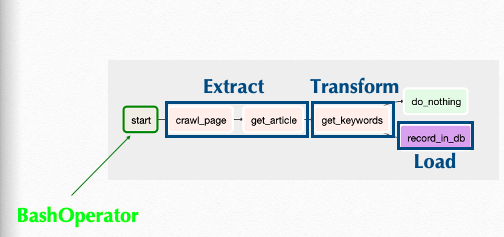 Extract
Transform
do_nothing
start
crawl_page
get_article
get_keywords
record_in_db
Load
BashOperator